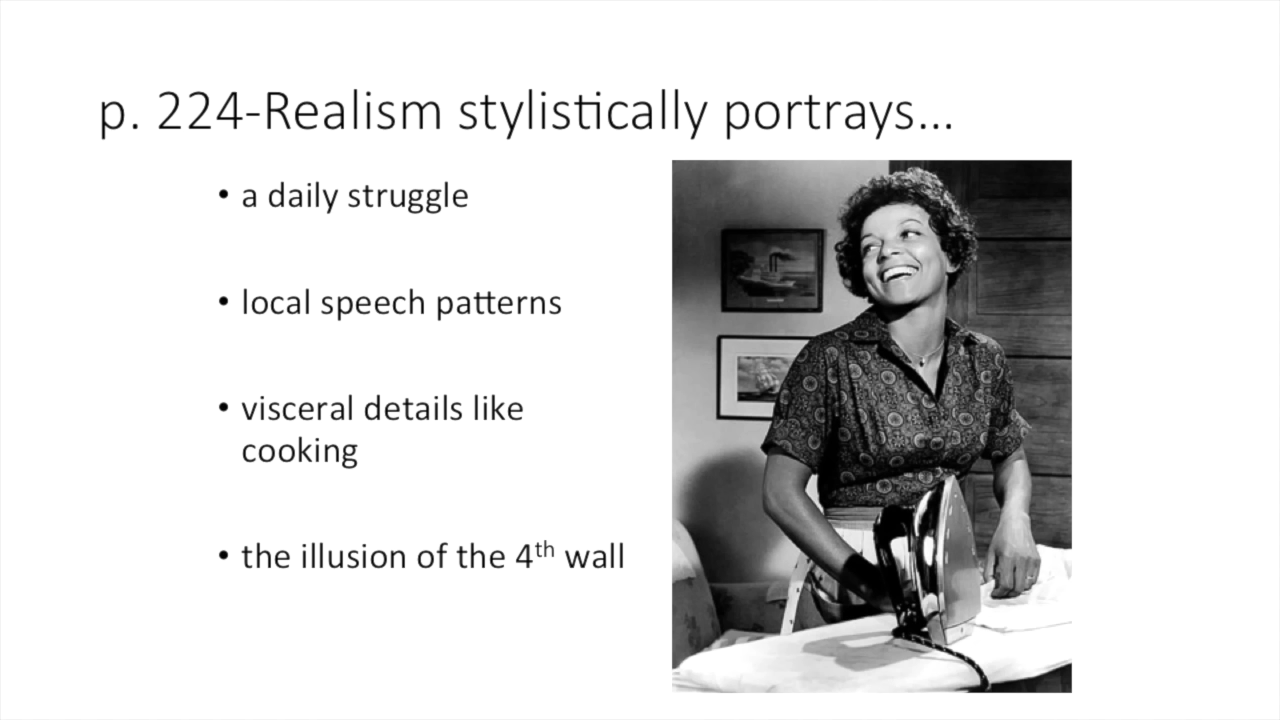 p. 224-Realism stylistically portrays...
• a daily struggle
• local speech patterns
• visceral details like
cooking
• the illusion of the 4th wall